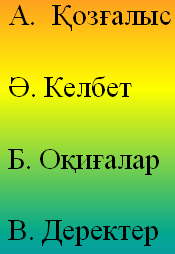 А. Қозғалыс
Ә. Келбет
Б. Оқиғалар
В. Деректер